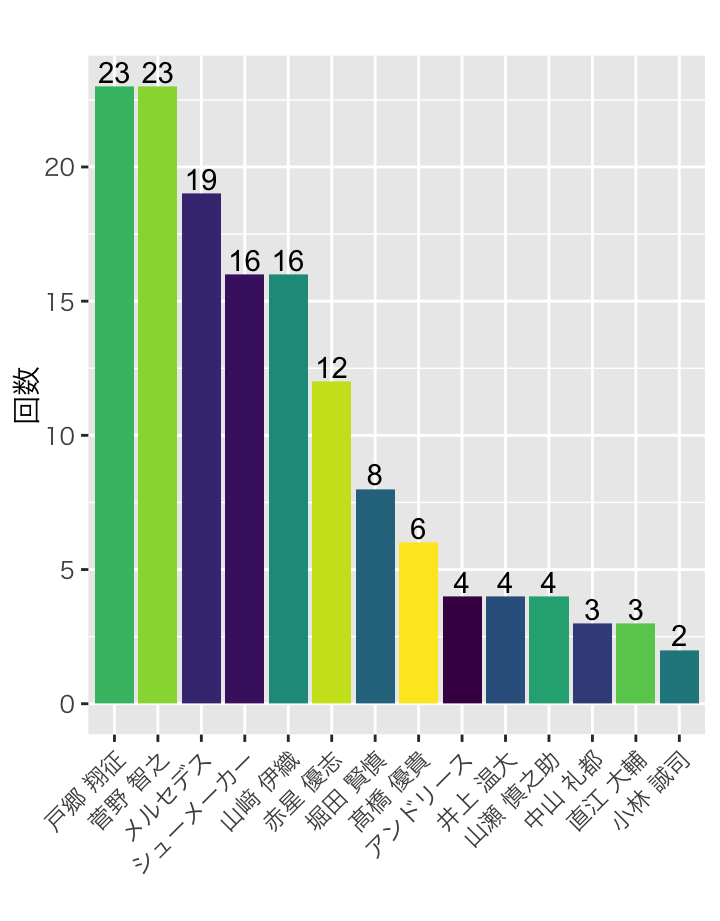 23 23
19
16 16
12
8
6
4 4 4
3 3
2
20
15
10
5
0
回数
戸郷 翔征
菅野 智之
メルセデス
シューメーカー
山﨑 伊織
赤星 優志
堀田 賢慎
髙橋 優貴
アンドリース
井上 温大
山瀬 慎之助
中山 礼都
直江 大輔
小林 誠司